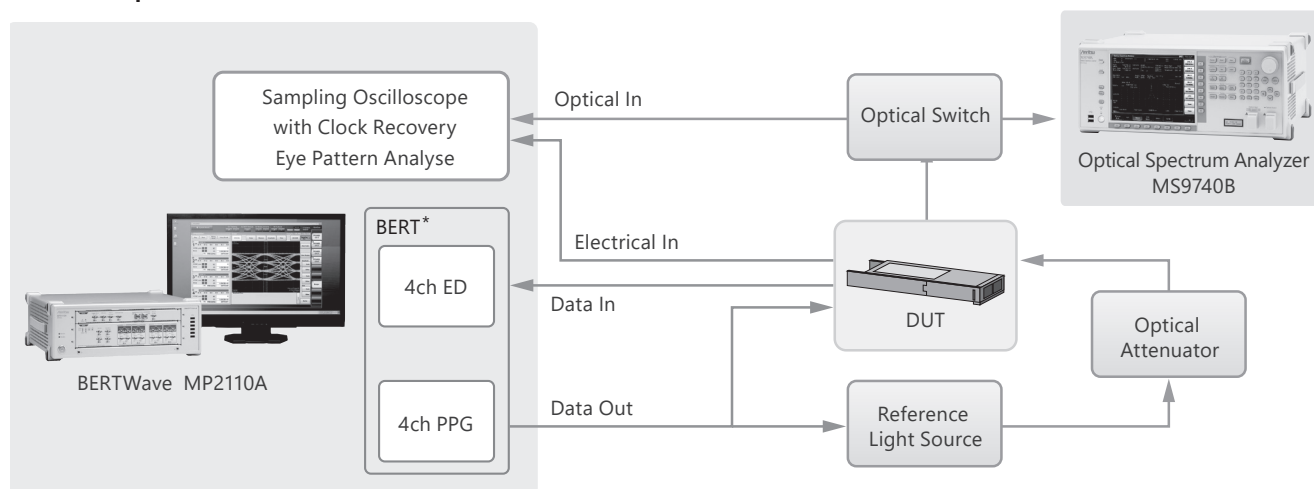 Sampling Oscilloscope
with Clock Recovery
Eye Pattern Analyse
Optical In
Optical Switch
Optical Spectrum Analyzer
MS9740B
BERT*
Electrical In
4ch ED
Data In
DUT
Optical
Attenuator
BERTWave MP2110A
4ch PPG
Data Out
Reference
Light Source